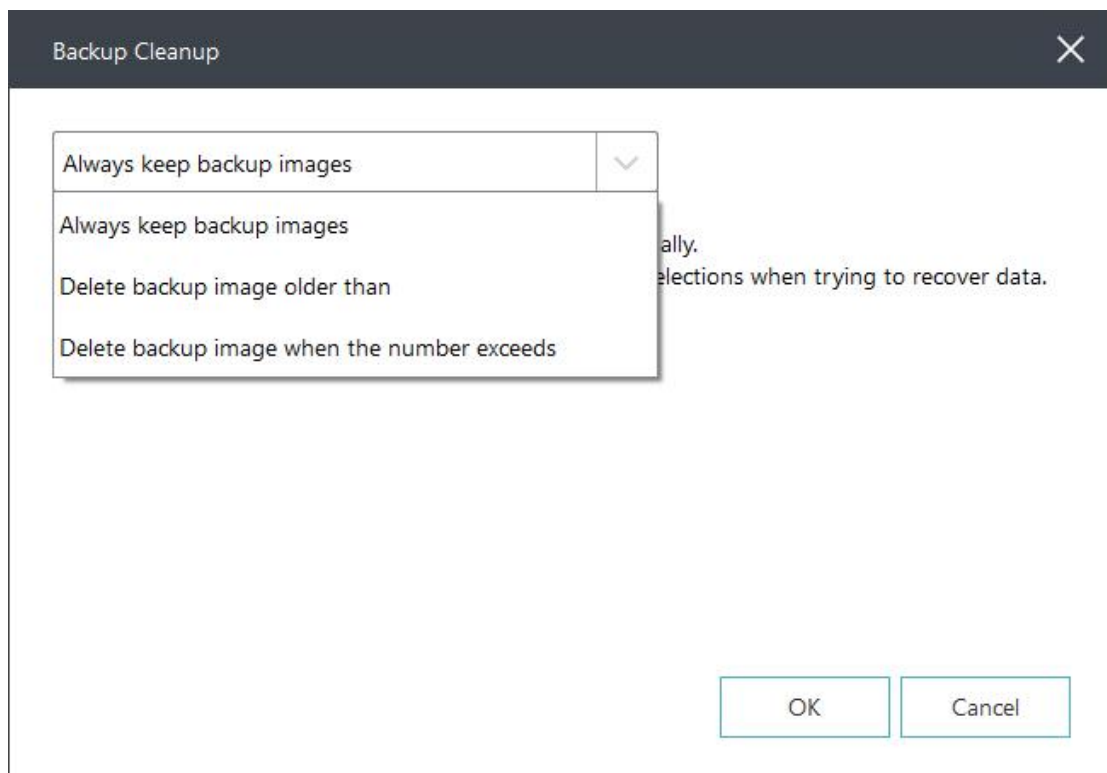 Backup Cleanup
Always keep backup images
Always keep backup images
ally.
Delete backup image older than
elections when trying to recover data.
Delete backup image when the number exceeds
OK
Cancel